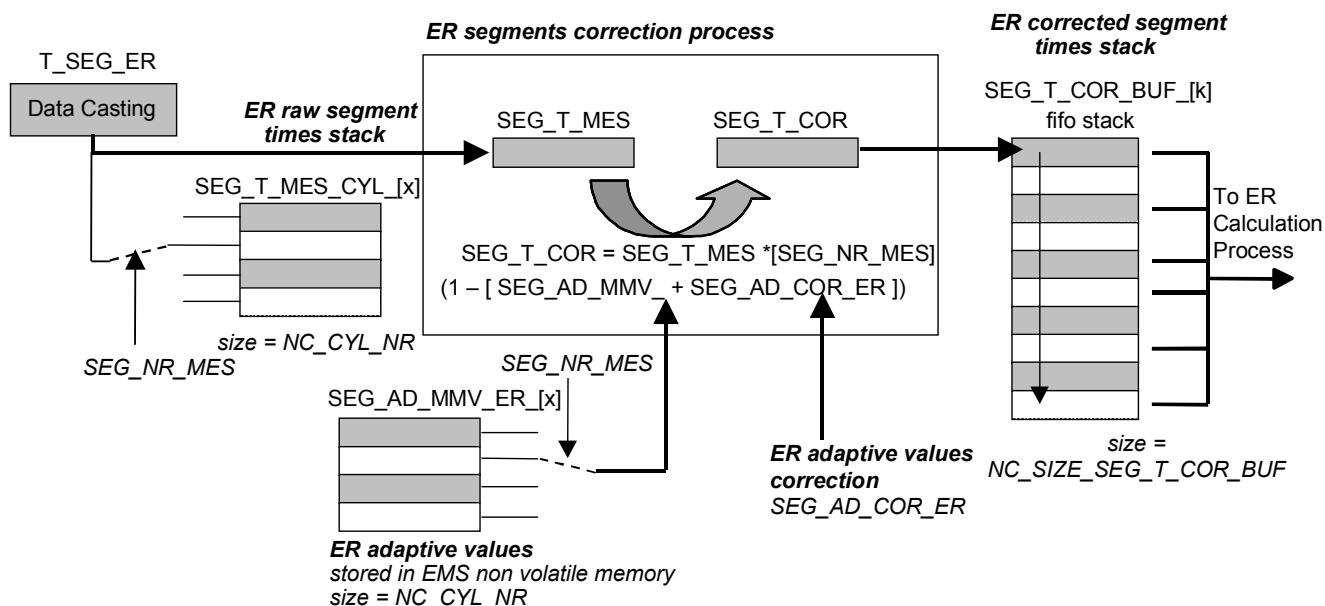 ER segments correction process
ER corrected segment
times stack
T_SEG_ER
Data Casting
ER raw segment
times stack
SEG_T_MES
SEG_T_COR
SEG_T_COR_BUF_[k]
fifo stack
SEG_T_MES_CYL_[x]
To ER
Calculation
Process
SEG_T_COR = SEG_T_MES *[SEG_NR_MES]
(1 – [ SEG_AD_MMV_ + SEG_AD_COR_ER ])
size = NC_CYL_NR
SEG_NR_MES
SEG_NR_MES
SEG_AD_MMV_ER_[x]
size =
NC_SIZE_SEG_T_COR_BUF
ER adaptive values
correction
SEG_AD_COR_ER
ER adaptive values
stored in EMS non volatile memory
size = NC_CYL_NR